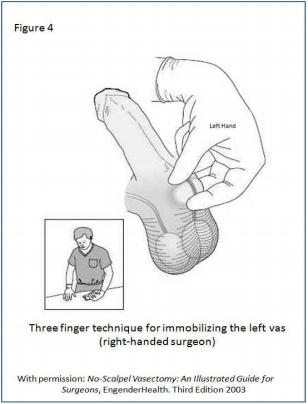 Figure 4
Left Hand
Three finger technique for immobilizing the left vas
(right-handed surgeon)
With permission: No-Scalpel Vasectomy: An Illustrated Guide for
Surgeons, EngenderHealth. Third Edition 2003